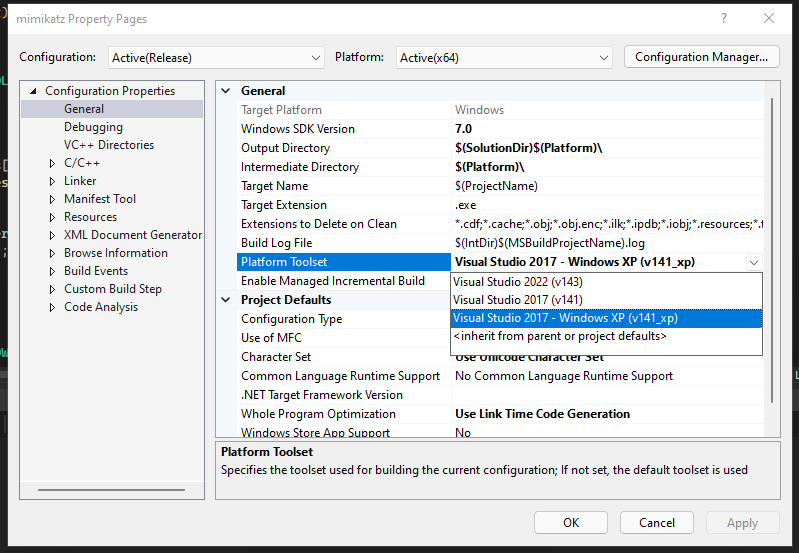 mimikatz Property Pages
? ×
Configuration: Active(Release) Platform: Active(x64) Configuration Manager...
Configuration Properties
General
Debugging
VC++ Directories
C/C++
Linker
Manifest Tool
Resources
XML Document Generator
Browse Information
Build Events
Custom Build Step
Code Analysis
General
Target Platform Windows
Windows SDK Version 7.0
Output Directory $(SolutionDir)$(Platform)\
Intermediate Directory $(Platform)\
Target Name $(ProjectName)
Target Extension .exe
Extensions to Delete on Clean *.cdf;*.cache;*.obj;*.obj.enc;*.ilk;*.ipdb;*.iobj;*.resources;*.
Build Log File $(IntDir)$(MSBuildProjectName).log
Platform Toolset Visual Studio 2017 - Windows XP (v141_xp)
Enable Managed Incremental Build
Visual Studio 2022 (v143)
Visual Studio 2017 (v141)
Visual Studio 2017 - Windows XP (v141_xp)
<inherit from parent or project defaults>
Project Defaults
Configuration Type
Use of MFC
Character Set Use Unicode Character Set
Common Language Runtime Support No Common Language Runtime Support
.NET Target Framework Version
Whole Program Optimization Use Link Time Code Generation
Windows Store App Support No
Platform Toolset
Specifies the toolset used for building the current configuration; If not set, the default toolset is used
OK Cancel Apply